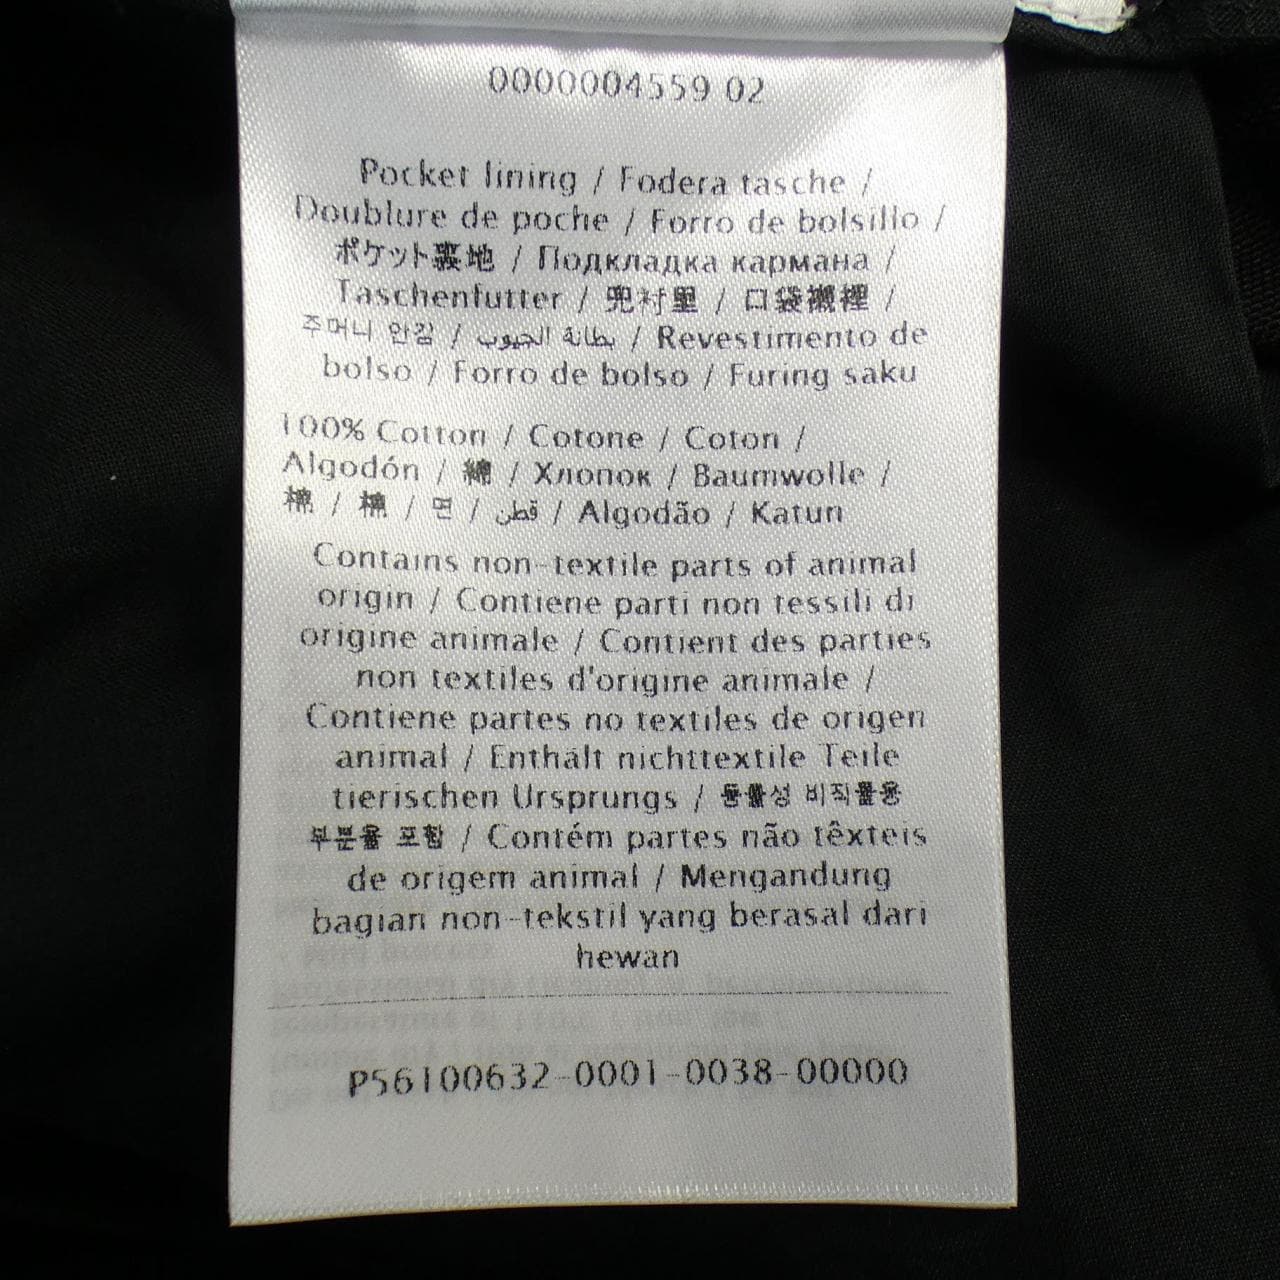 0000004559 02
Pocket lining / Fodera tasche /
Doublure de poche / Forro de bolsillo /
ポケット裏地 / Подкладка кармана /
Taschenfutter / 兜衬里 / 口袋襯裡 /
주머니 안감 / بطانة الجيوب / Revestimento de
bolso / Forro de bolso / Furing saku
100% Cotton / Cotone / Coton /
Algodón / 綿 / Хлопок / Baumwolle /
棉 / 棉 / 면 / قطن / Algodão / Katun
Contains non-textile parts of animal
origin / Contiene parti non tessili di
origine animale / Contient des parties
non textiles d'origine animale /
Contiene partes no textiles de origen
animal / Enthält nichttextile Teile
tierischen Ursprungs / 동물성 비직물용
부분을 포함 / Contém partes não têxteis
de origem animal / Mengandung
bagian non-tekstil yang berasal dari
hewan
P56100632-0001-0038-00000